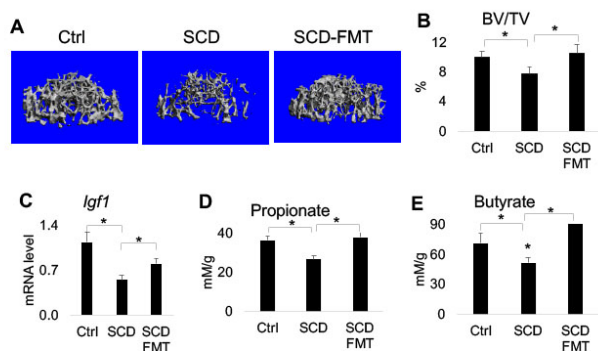 A
Ctrl SCD SCD-FMT
B
BV/TV
* *
12
8
4
0
%
Ctrl SCD SCD
FMT
C
Igf1
* *
1.4
0.7
0.0
mRNA level
Ctrl SCD SCD
FMT
D
Propionate
* *
40
20
0
mM/g
Ctrl SCD SCD
FMT
E
Butyrate
* *
*
90
60
30
0
mM/g
Ctrl SCD SCD
FMT